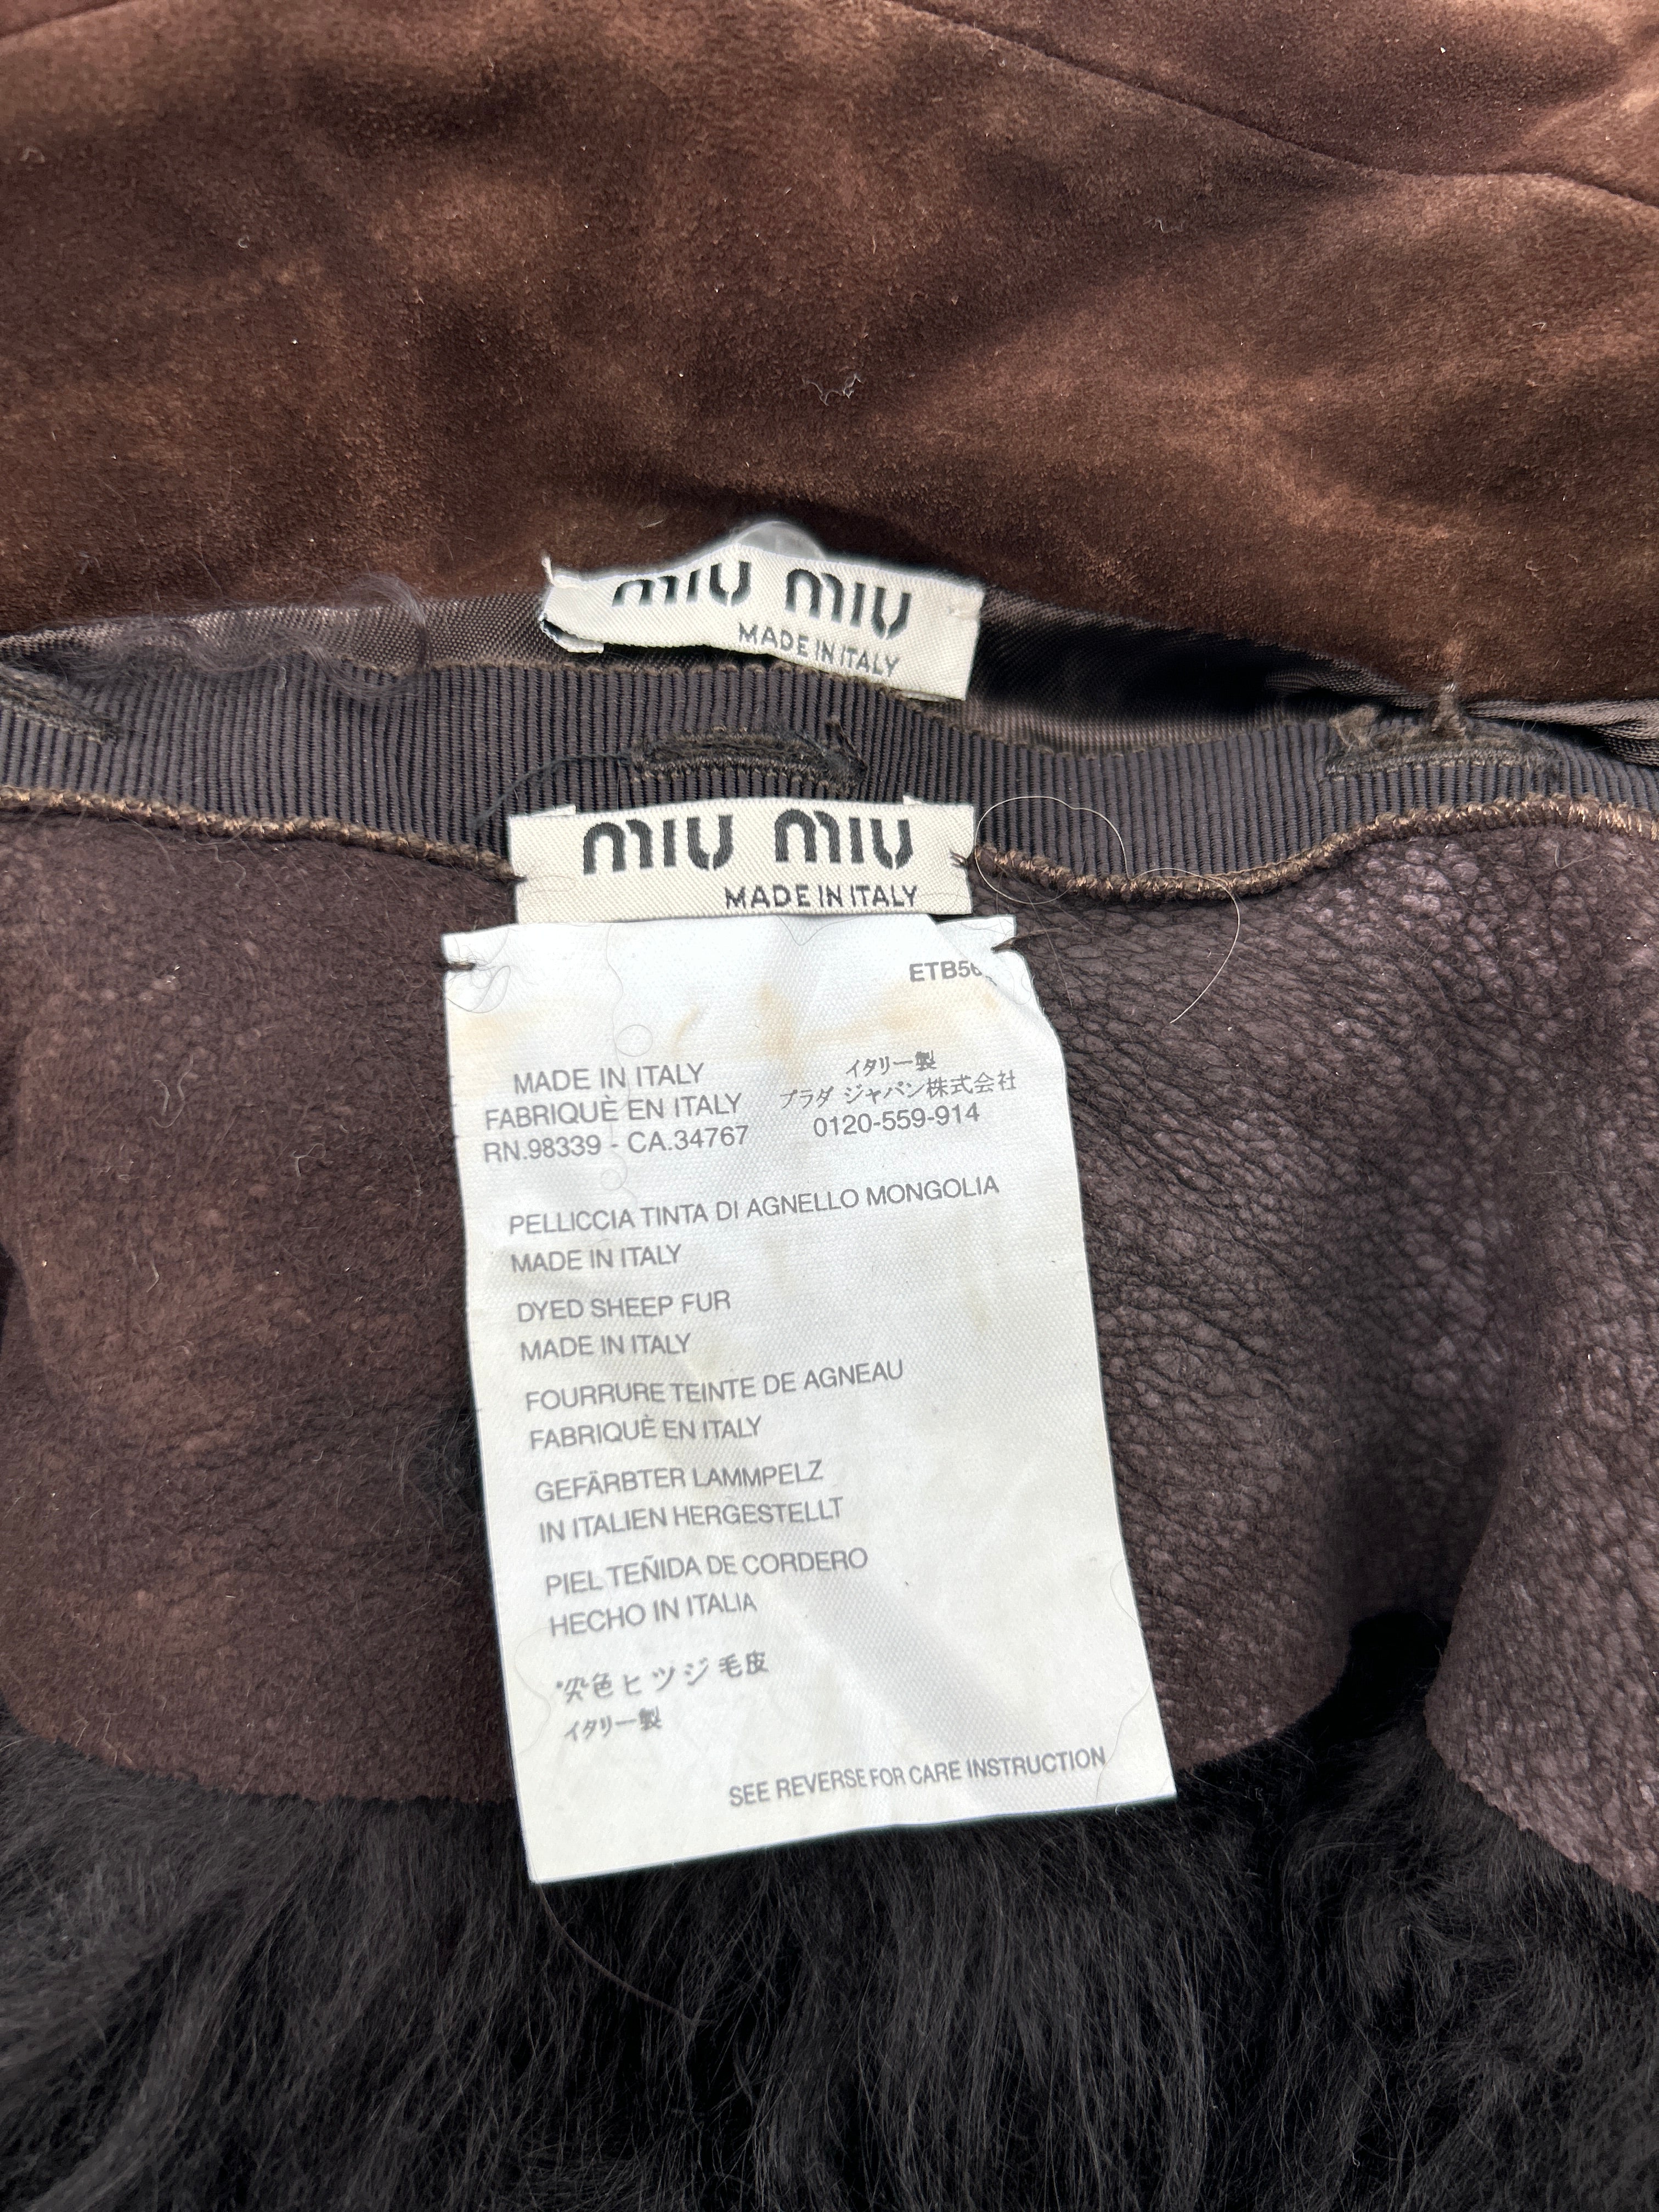 miu miu
MADE IN ITALY
miu miu
MADE IN ITALY
MADE IN ITALY
FABRIQUÈ EN ITALY
RN.98339 - CA.34767
イタリー製
プラダ ジャパン株式会社
0120-559-914
PELLICCIA TINTA DI AGNELLO MONGOLIA
MADE IN ITALY
DYED SHEEP FUR
MADE IN ITALY
FOURRURE TEINTE DE AGNEAU
FABRIQUÈ EN ITALY
GEFÄRBTER LAMMPELZ
IN ITALIEN HERGESTELLT
PIEL TEÑIDA DE CORDERO
HECHO IN ITALIA
染色ヒツジ毛皮
イタリー製
SEE REVERSE FOR CARE INSTRUCTION